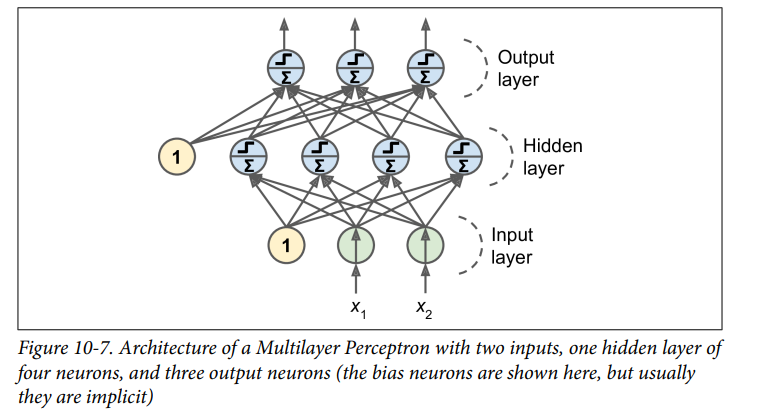 Output
layer
Σ Σ Σ
Hidden
layer
1 Σ Σ Σ Σ
Input
layer
1
x1 x2
Figure 10-7. Architecture of a Multilayer Perceptron with two inputs, one hidden layer of
four neurons, and three output neurons (the bias neurons are shown here, but usually
they are implicit)